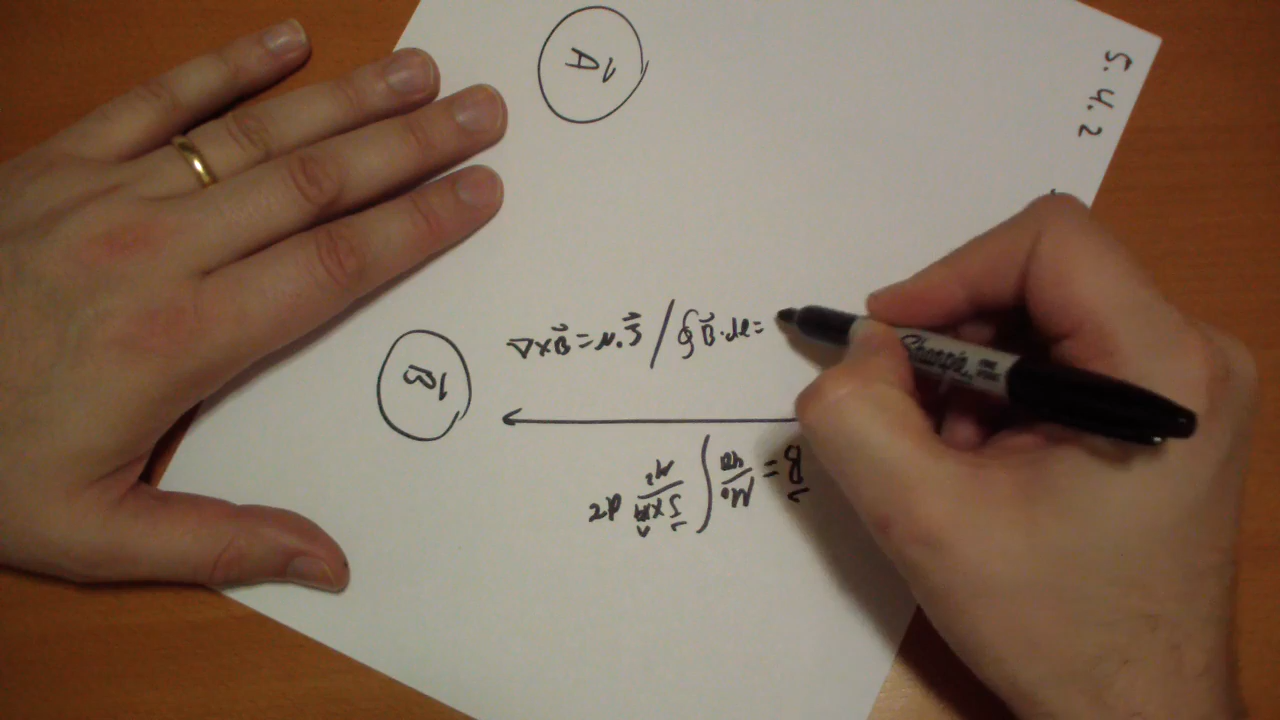 5.4.2
A⃗
∇×B⃗ = μ₀J⃗ / ∮B⃗·dl =
B⃗
B⃗ = μ₀/4π ∫ J⃗×r̂/r² dτ
Sharpie